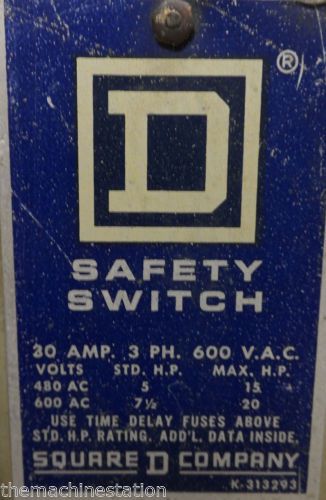 D
®
SAFETY
SWITCH
30 AMP. 3 PH. 600 V.A.C.
VOLTS STD. H.P. MAX. H.P.
480 AC 5 15
600 AC 7½ 20
USE TIME DELAY FUSES ABOVE
STD. H.P. RATING. ADD'L. DATA INSIDE.
SQUARE D COMPANY
K-313293
themachinestation